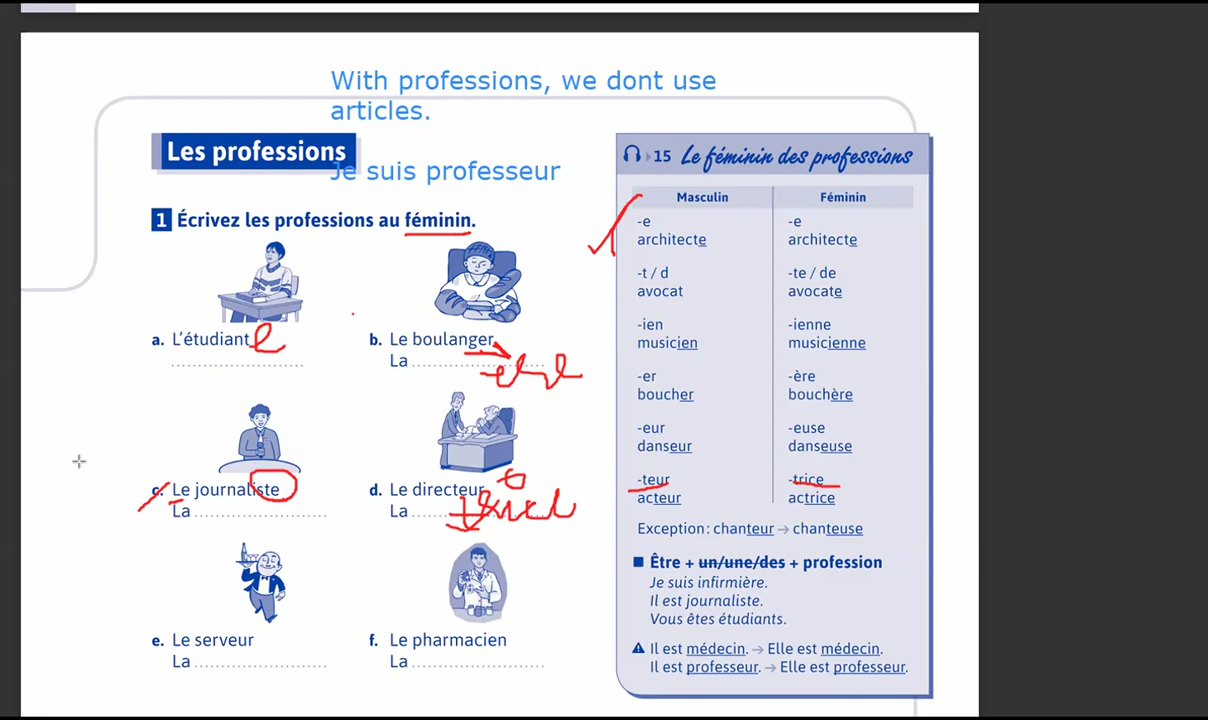 With professions, we dont use
articles.
Les professions
Je suis professeur
1 Écrivez les professions au féminin.
a. L'étudiant e
....................
b. Le boulanger
La ....................
c. Le journaliste
La ....................
d. Le directeur
La .................... trice
e. Le serveur
La ....................
f. Le pharmacien
La ....................
15 Le féminin des professions
Masculin Féminin
-e -e
architecte architecte
-t / d -te / de
avocat avocate
-ien -ienne
musicien musicienne
-er -ère
boucher bouchère
-eur -euse
danseur danseuse
-teur -trice
acteur actrice
Exception : chanteur → chanteuse
■ Être + un/une/des + profession
Je suis infirmière.
Il est journaliste.
Vous êtes étudiants.
Il est médecin. → Elle est médecin.
Il est professeur. → Elle est professeur.